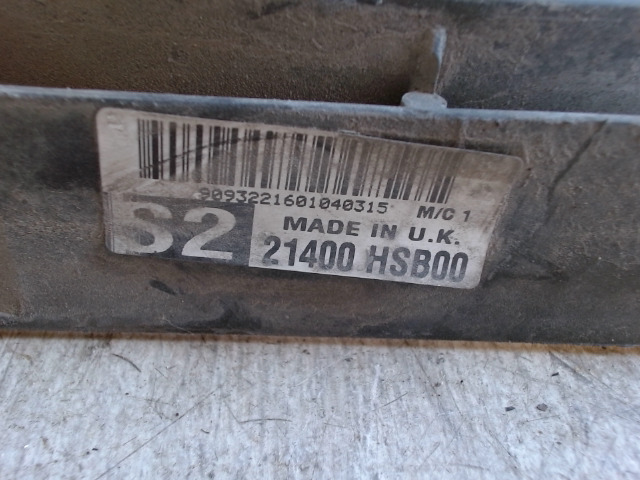 9093221601040315 M/C 1
S2
MADE IN U.K.
21400 HSB00